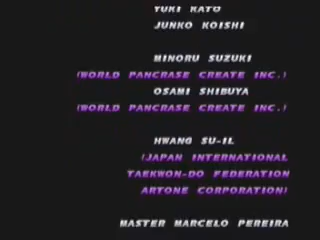 YUKI KATO
JUNKO KOISHI
MINORU SUZUKI
(WORLD PANCRASE CREATE INC.)
OSAMI SHIBUYA
(WORLD PANCRASE CREATE INC.)
HWANG SU-IL
(JAPAN INTERNATIONAL
TAEKWON-DO FEDERATION
ARTONE CORPORATION)
MASTER MARCELO PEREIRA